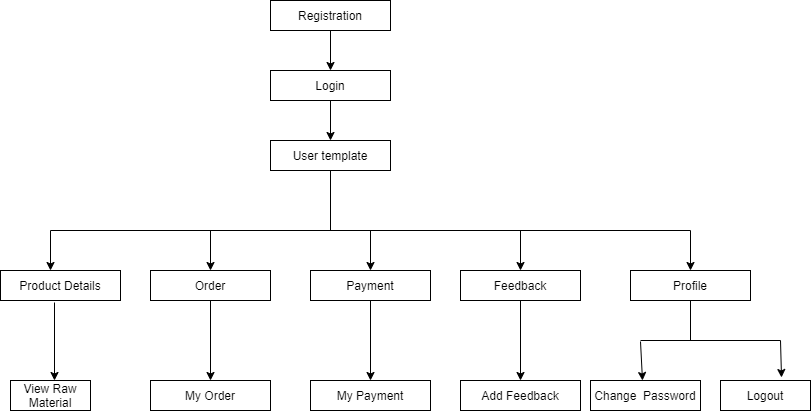 Registration
Login
User template
Product Details
Order
Payment
Feedback
Profile
View Raw
Material
My Order
My Payment
Add Feedback
Change  Password
Logout